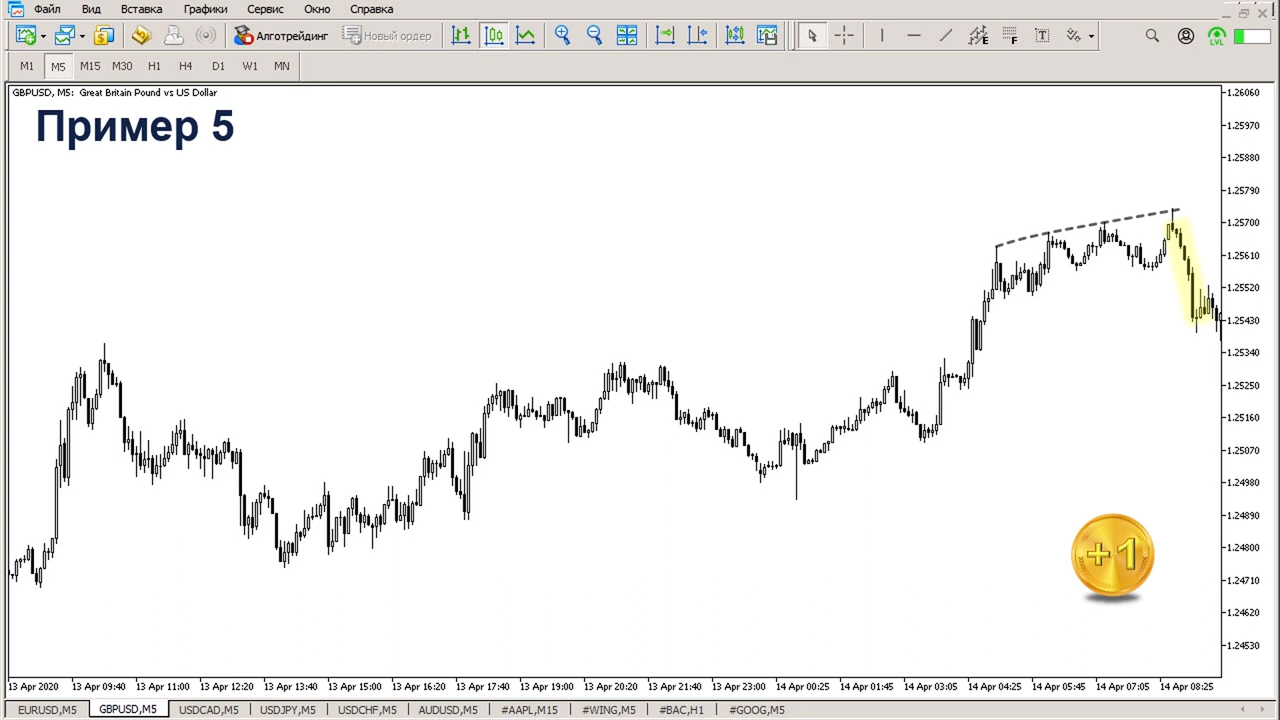 Файл Вид Вставка Графики Сервис Окно Справка
Алготрейдинг Новый ордер E F T LVL
M1 M5 M15 M30 H1 H4 D1 W1 MN
GBPUSD, M5: Great Britain Pound vs US Dollar
Пример 5
1.26060
1.25970
1.25880
1.25790
1.25700
1.25610
1.25520
1.25430
1.25340
1.25250
1.25160
1.25070
1.24980
1.24890
1.24800
1.24710
1.24620
1.24530
+1
13 Apr 2020 13 Apr 09:40 13 Apr 11:00 13 Apr 12:20 13 Apr 13:40 13 Apr 15:00 13 Apr 16:20 13 Apr 17:40 13 Apr 19:00 13 Apr 20:20 13 Apr 21:40 13 Apr 23:00 14 Apr 00:25 14 Apr 01:45 14 Apr 03:05 14 Apr 04:25 14 Apr 05:45 14 Apr 07:05 14 Apr 08:25
EURUSD,M5 GBPUSD,M5 USDCAD,M5 USDJPY,M5 USDCHF,M5 AUDUSD,M5 #AAPL,M15 #WING,M5 #BAC,H1 #GOOG,M5